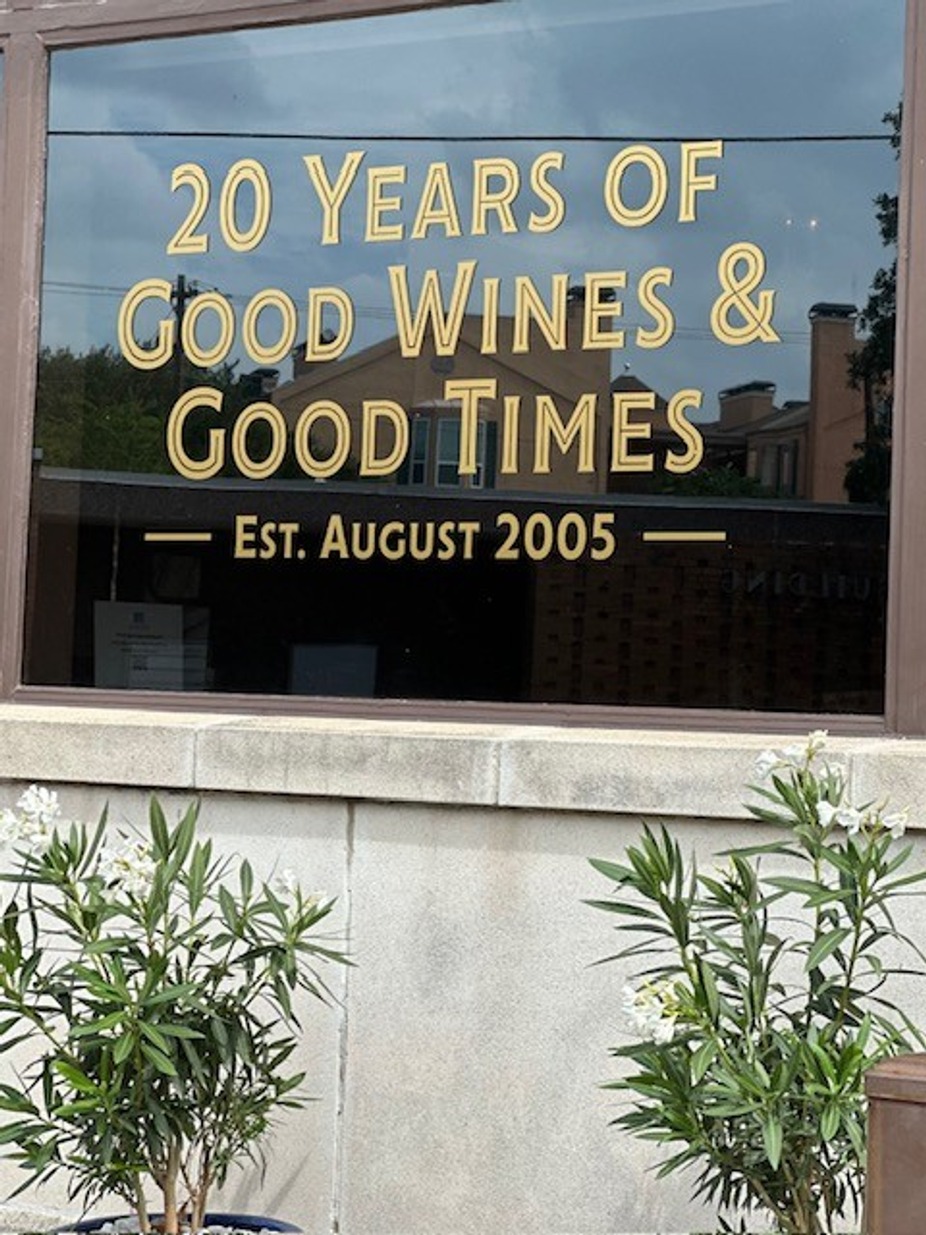 20 YEARS OF
GOOD WINES &
GOOD TIMES
EST. AUGUST 2005